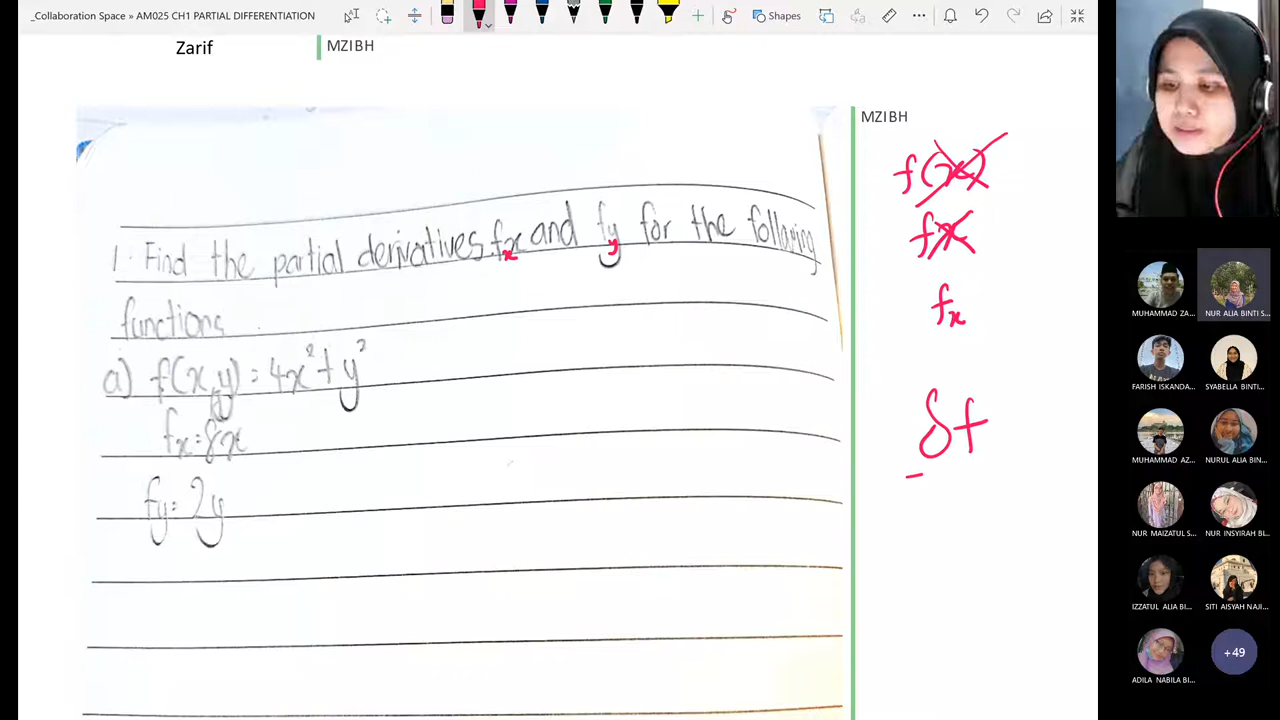 _Collaboration Space » AM025 CH1 PARTIAL DIFFERENTIATION
Shapes
Zarif
MZIBH
1. Find the partial derivatives fx and fy for the following
functions
a) f(x,y) = 4x² + y²
fx = 8x
fy = 2y
MZIBH
f(x)
fx
fx
δf
MUHAMMAD ZA...
NUR ALIA BINTI S...
FARISH ISKANDA...
SYABELLA BINTI...
MUHAMMAD AZ...
NURUL ALIA BIN...
NUR MAIZATUL S...
NUR INSYIRAH BI...
IZZATUL ALIA BI...
SITI AISYAH NAJI...
ADILA NABILA BI...
+49